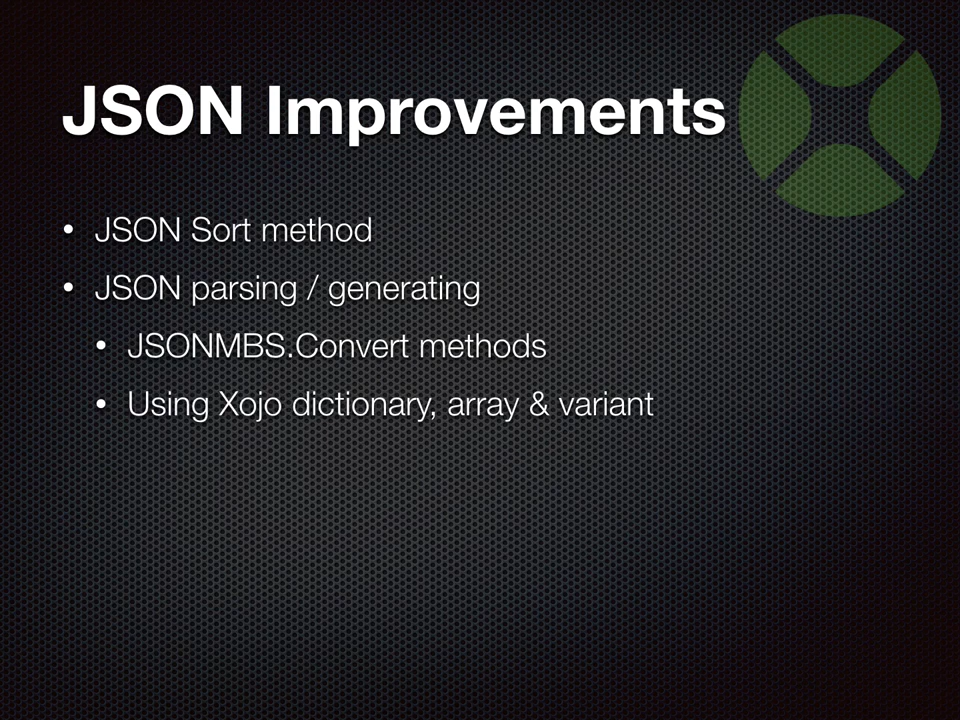 JSON Improvements
• JSON Sort method
• JSON parsing / generating
• JSONMBS.Convert methods
• Using Xojo dictionary, array & variant